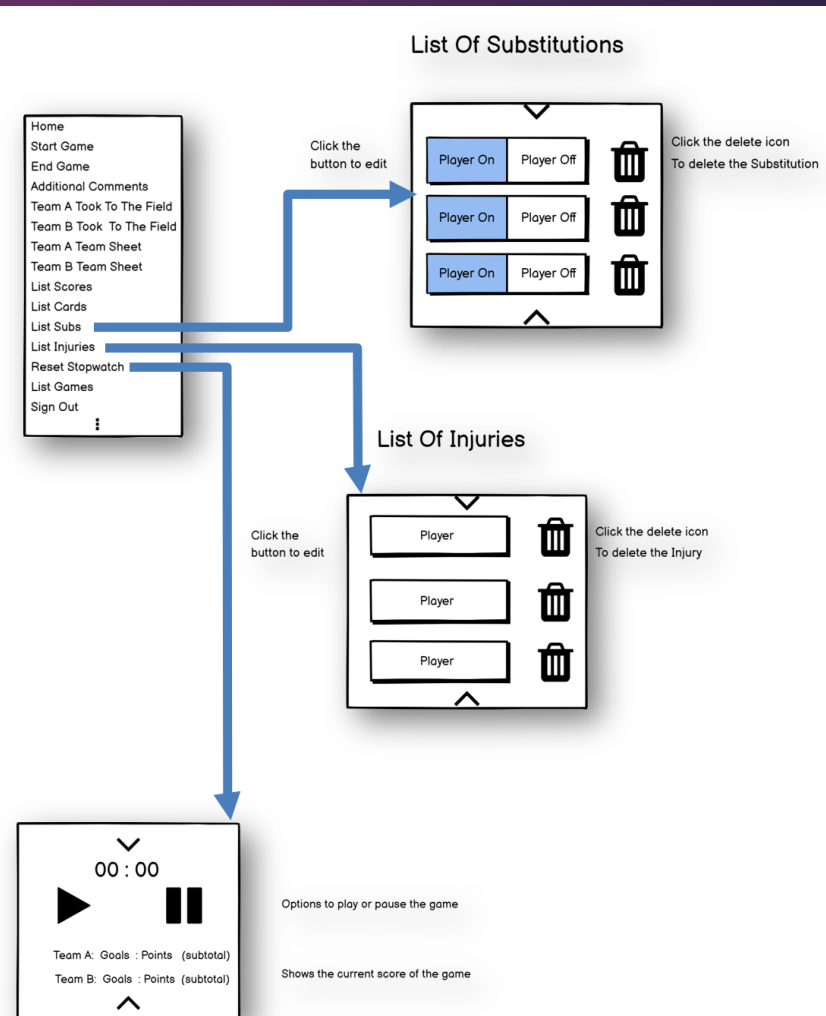 List Of Substitutions
Home
Start Game
End Game
Additional Comments
Team A Took To The Field
Team B Took To The Field
Team A Team Sheet
Team B Team Sheet
List Scores
List Cards
List Subs
List Injuries
Reset Stopwatch
List Games
Sign Out
Click the
button to edit
Player On Player Off
Player On Player Off
Player On Player Off
Click the delete icon
To delete the Substitution
List Of Injuries
Click the
button to edit
Player
Player
Player
Click the delete icon
To delete the Injury
00 : 00
Options to play or pause the game
Team A: Goals : Points (subtotal)
Team B: Goals : Points (subtotal)
Shows the current score of the game